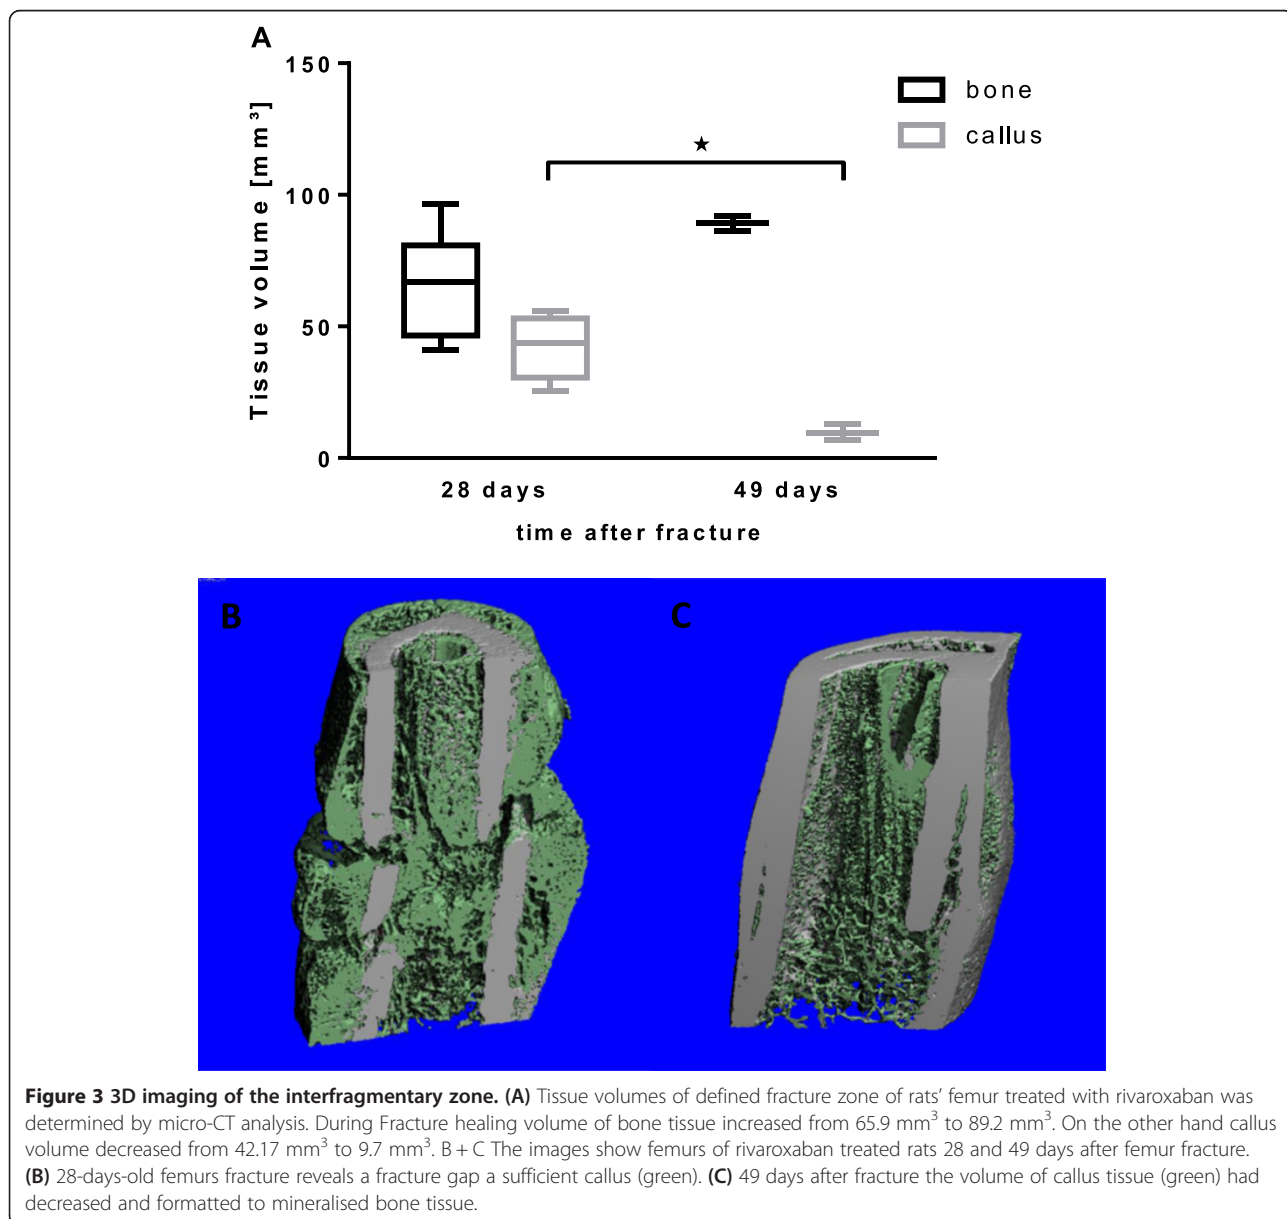 A
150
100
50
0
Tissue volume [mm³]
bone
callus
★
28 days 49 days
time after fracture
B
C
Figure 3 3D imaging of the interfragmentary zone. (A) Tissue volumes of defined fracture zone of rats' femur treated with rivaroxaban was
determined by micro-CT analysis. During Fracture healing volume of bone tissue increased from 65.9 mm³ to 89.2 mm³. On the other hand callus
volume decreased from 42.17 mm³ to 9.7 mm³. B + C The images show femurs of rivaroxaban treated rats 28 and 49 days after femur fracture.
(B) 28-days-old femurs fracture reveals a fracture gap a sufficient callus (green). (C) 49 days after fracture the volume of callus tissue (green) had
decreased and formatted to mineralised bone tissue.